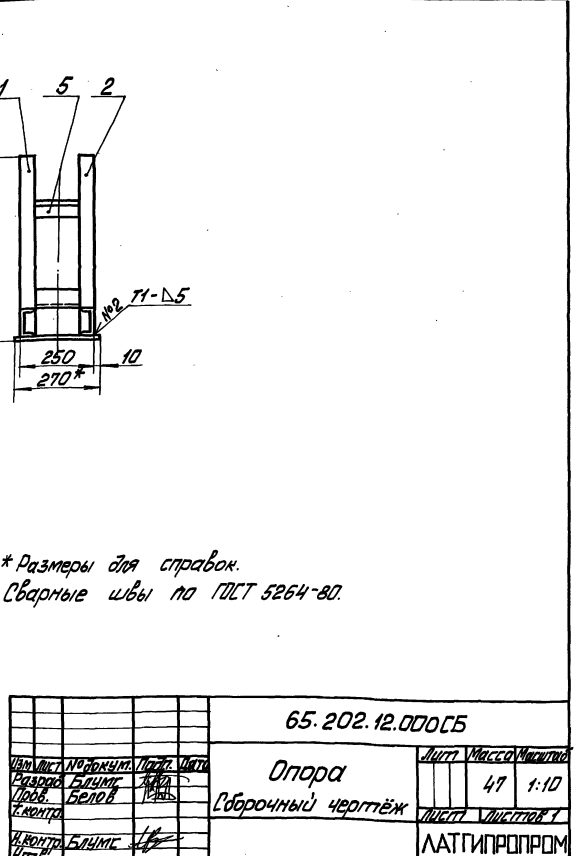 1 5 2
№2 Т1-⊿5
250 10
270*
* Размеры для справок.
Сварные швы по ГОСТ 5264-80.
65.202.12.000СБ
Изм Лист № докум. Подп. Дата
Разраб Блумс
Пров. Белов
Т.контр
Н.контр Блумс
Утв.
Опора
Сборочный чертёж
Лит Масса Масштаб
47 1:10
Лист Листов 1
ЛАТГИПРОПРОМ